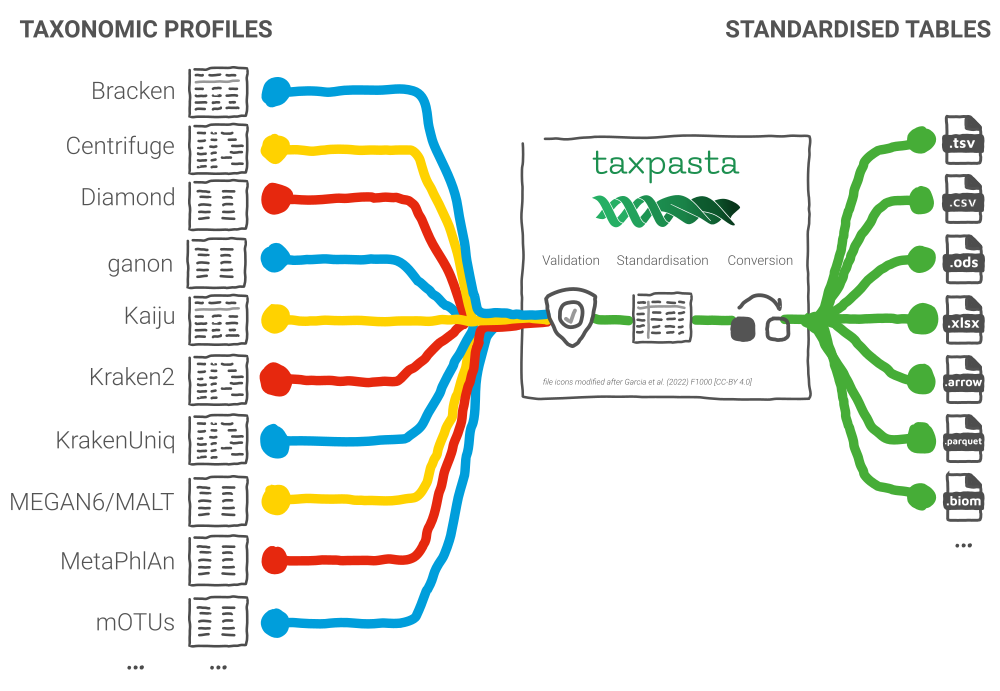 TAXONOMIC PROFILES
STANDARDISED TABLES
Bracken
Centrifuge
Diamond
ganon
Kaiju
Kraken2
KrakenUniq
MEGAN6/MALT
MetaPhlAn
mOTUs
...
...
taxpasta
Validation
Standardisation
Conversion
file icons modified after Garcia et al. (2022) F1000 [CC-BY 4.0]
.tsv
.csv
.ods
.xlsx
.arrow
.parquet
.biom
...